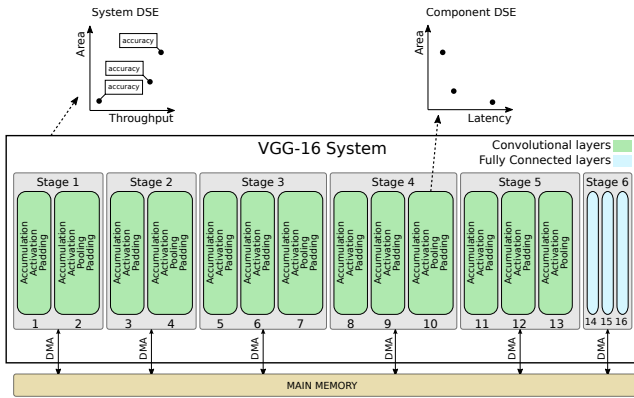 System DSE
Component DSE
Area
accuracy
accuracy
accuracy
Throughput
Area
Latency
VGG-16 System
Convolutional layers
Fully Connected layers
Stage 1
Stage 2
Stage 3
Stage 4
Stage 5
Stage 6
Accumulation
Activation
Padding
Accumulation
Activation
Pooling
Padding
Accumulation
Activation
Padding
Accumulation
Activation
Pooling
Padding
Accumulation
Activation
Padding
Accumulation
Activation
Padding
Accumulation
Activation
Pooling
Padding
Accumulation
Activation
Padding
Accumulation
Activation
Padding
Accumulation
Activation
Pooling
Padding
Accumulation
Activation
Padding
Accumulation
Activation
Padding
Accumulation
Activation
Pooling
Padding
1 2 3 4 5 6 7 8 9 10 11 12 13 14 15 16
DMA
DMA
DMA
DMA
DMA
DMA
MAIN MEMORY